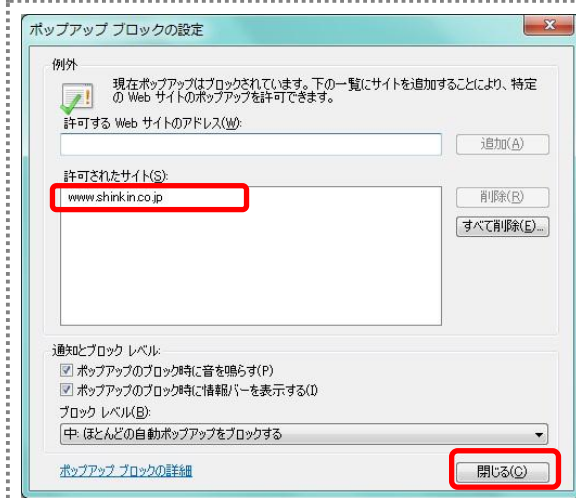 ポップアップ ブロックの設定
例外
現在ポップアップはブロックされています。下の一覧にサイトを追加することにより、特定
の Web サイトのポップアップを許可できます。
許可する Web サイトのアドレス(W):
追加(A)
許可されたサイト(S):
www.shinkin.co.jp
削除(R)
すべて削除(E)...
通知とブロック レベル:
ポップアップのブロック時に音を鳴らす(P)
ポップアップのブロック時に情報バーを表示する(I)
ブロック レベル(B):
中: ほとんどの自動ポップアップをブロックする
ポップアップ ブロックの詳細
閉じる(C)